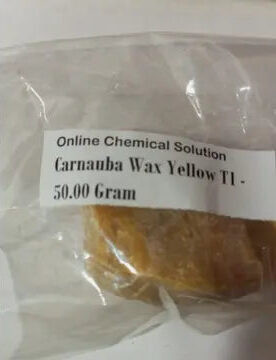 Online Chemical Solution
Carnauba Wax Yellow T1 -
50.00 Gram